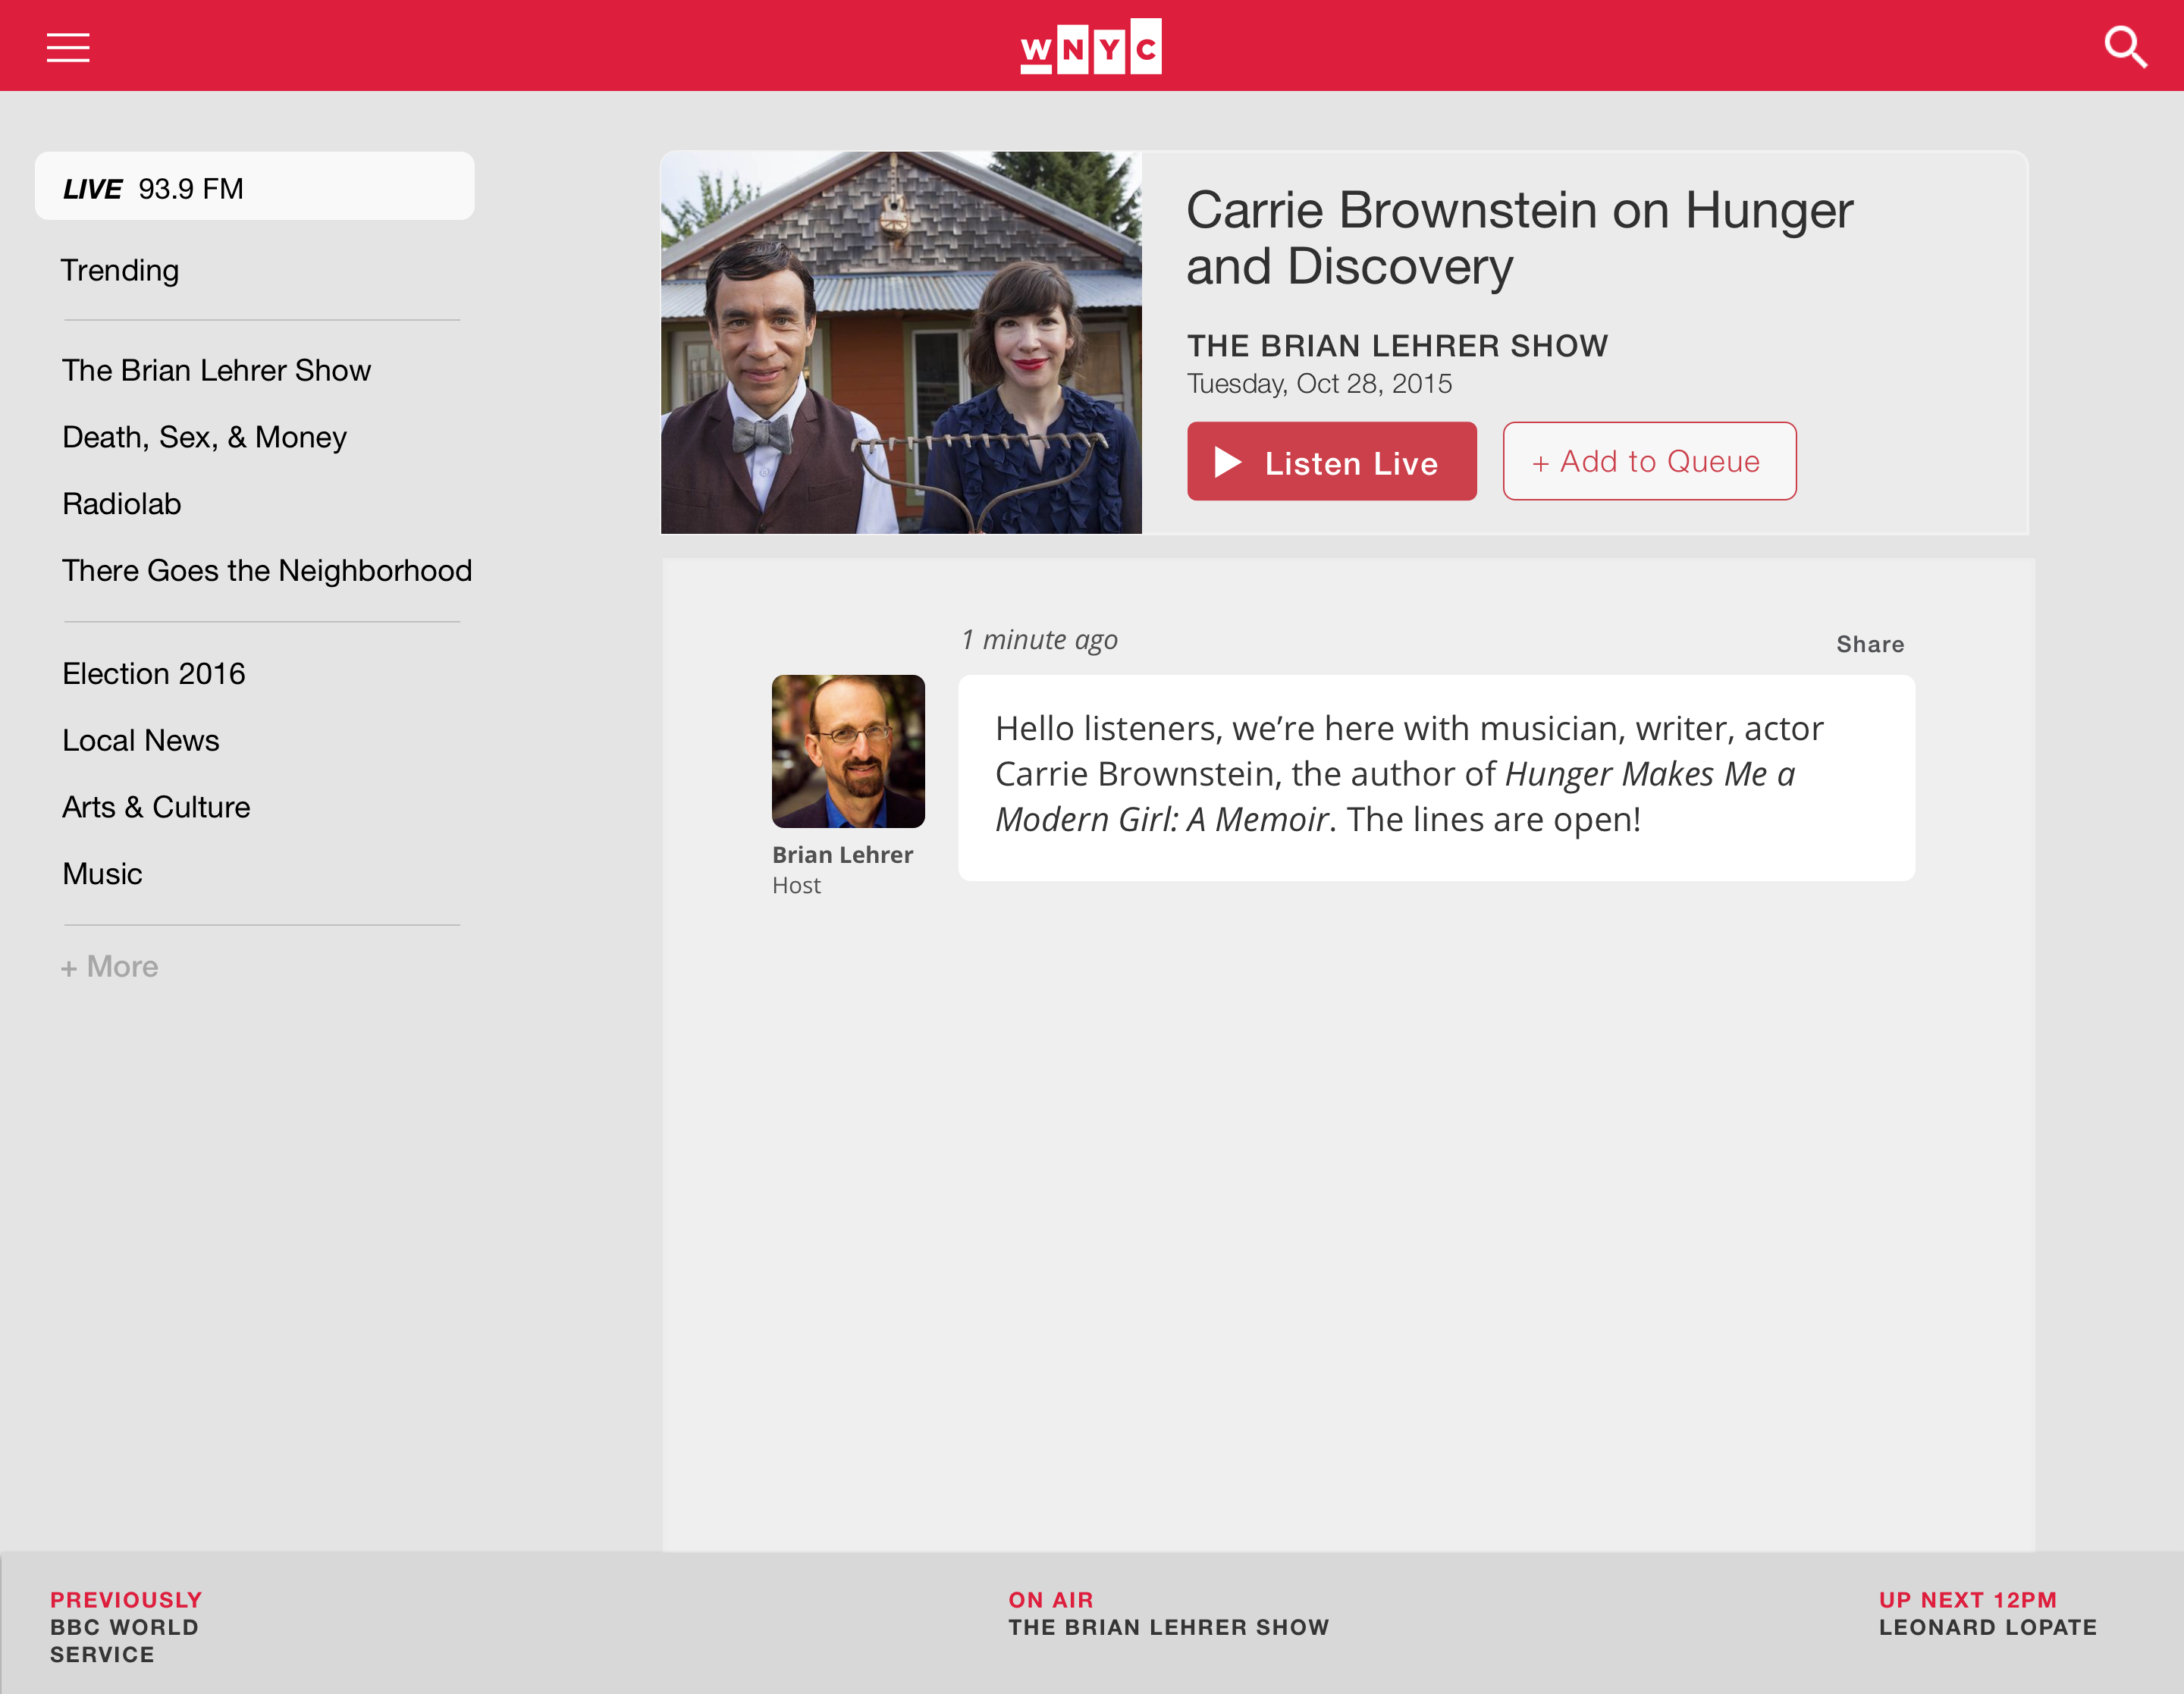 WNYC
LIVE 93.9 FM
Trending
The Brian Lehrer Show
Death, Sex, & Money
Radiolab
There Goes the Neighborhood
Election 2016
Local News
Arts & Culture
Music
+ More
Carrie Brownstein on Hunger
and Discovery
THE BRIAN LEHRER SHOW
Tuesday, Oct 28, 2015
Listen Live
+ Add to Queue
1 minute ago
Share
Hello listeners, we’re here with musician, writer, actor
Carrie Brownstein, the author of Hunger Makes Me a
Modern Girl: A Memoir. The lines are open!
Brian Lehrer
Host
PREVIOUSLY
BBC WORLD
SERVICE
ON AIR
THE BRIAN LEHRER SHOW
UP NEXT 12PM
LEONARD LOPATE